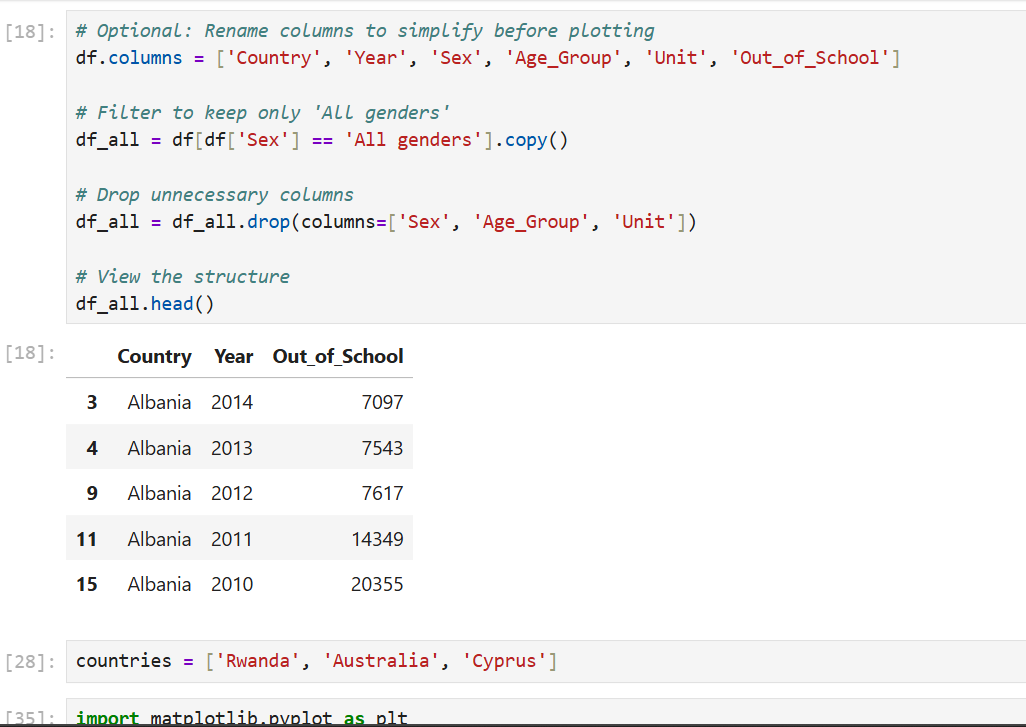 [18]:
# Optional: Rename columns to simplify before plotting
df.columns = ['Country', 'Year', 'Sex', 'Age_Group', 'Unit', 'Out_of_School']
# Filter to keep only 'All genders'
df_all = df[df['Sex'] == 'All genders'].copy()
# Drop unnecessary columns
df_all = df_all.drop(columns=['Sex', 'Age_Group', 'Unit'])
# View the structure
df_all.head()
[18]:
Country Year Out_of_School
3 Albania 2014 7097
4 Albania 2013 7543
9 Albania 2012 7617
11 Albania 2011 14349
15 Albania 2010 20355
[28]: countries = ['Rwanda', 'Australia', 'Cyprus']
[35]: import matplotlib.pyplot as plt